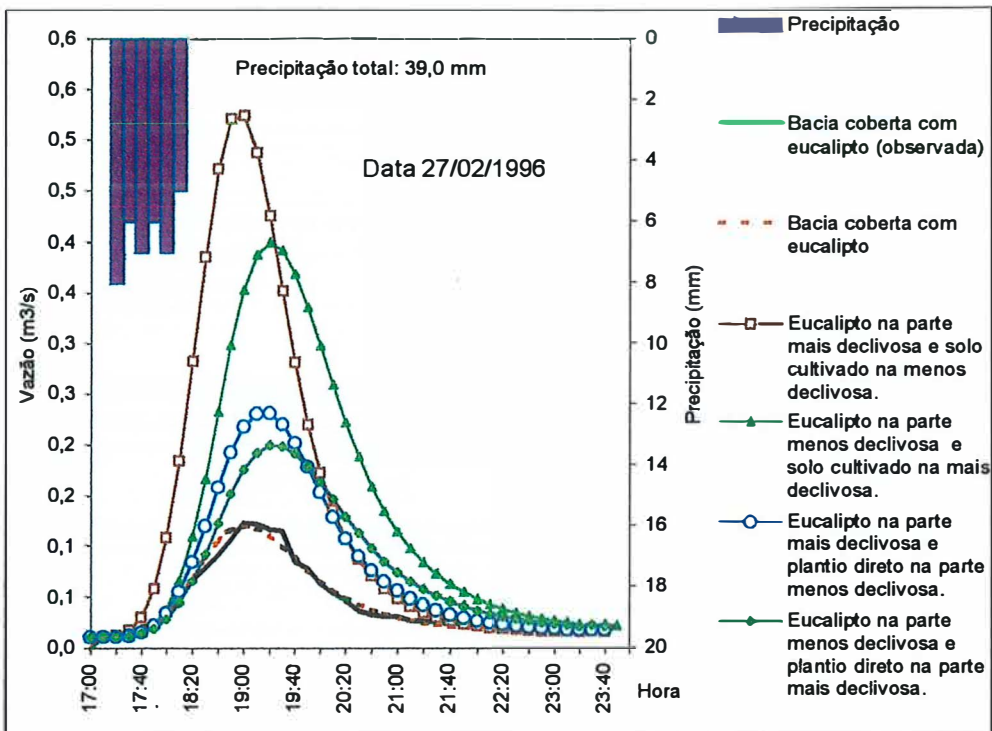 Precipitação total: 39,0 mm
Data 27/02/1996
Vazão (m3/s)
0,6
0,6
0,5
0,5
0,4
0,4
0,3
0,3
0,2
0,2
0,1
0,1
0,0
0
2
4
6
8
10
12
14
16
18
20
Precipitação (mm)
17:00
17:40
18:20
19:00
19:40
20:20
21:00
21:40
22:20
23:00
23:40
Hora
Precipitação
Bacia coberta com
eucalipto (observada)
Bacia coberta com
eucalipto
Eucalipto na parte
mais declivosa e solo
cultivado na menos
declivosa.
Eucalipto na parte
menos declivosa e
solo cultivado na mais
declivosa.
Eucalipto na parte
mais declivosa e
plantio direto na parte
menos declivosa.
Eucalipto na parte
menos declivosa e
plantio direto na parte
mais declivosa.